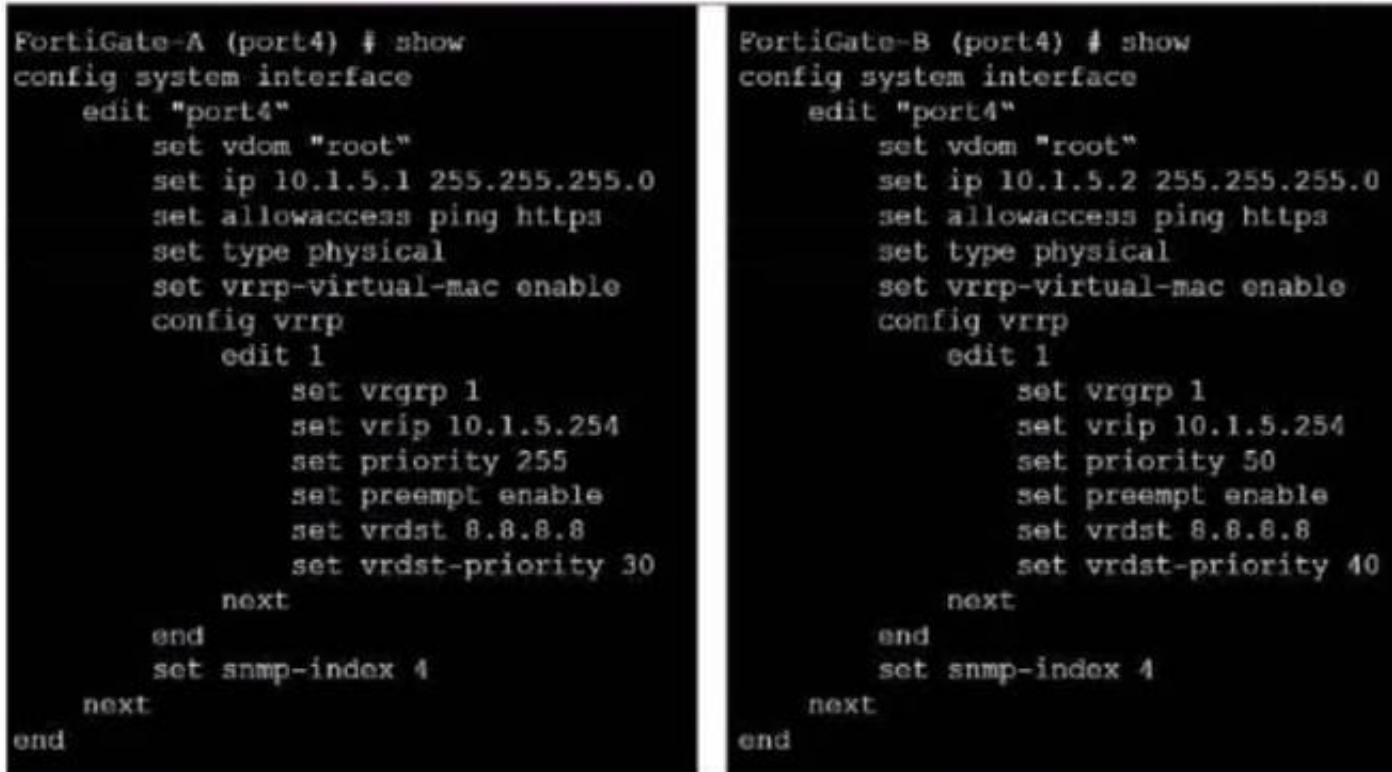 FortiGate-A (port4) # show
config system interface
edit "port4"
set vdom "root"
set ip 10.1.5.1 255.255.255.0
set allowaccess ping https
set type physical
set vrrp-virtual-mac enable
config vrrp
edit 1
set vrgrp 1
set vrip 10.1.5.254
set priority 255
set preempt enable
set vrdst 8.8.8.8
set vrdst-priority 30
next
end
set snmp-index 4
next
end
FortiGate-B (port4) # show
config system interface
edit "port4"
set vdom "root"
set ip 10.1.5.2 255.255.255.0
set allowaccess ping https
set type physical
set vrrp-virtual-mac enable
config vrrp
edit 1
set vrgrp 1
set vrip 10.1.5.254
set priority 50
set preempt enable
set vrdst 8.8.8.8
set vrdst-priority 40
next
end
set snmp-index 4
next
end